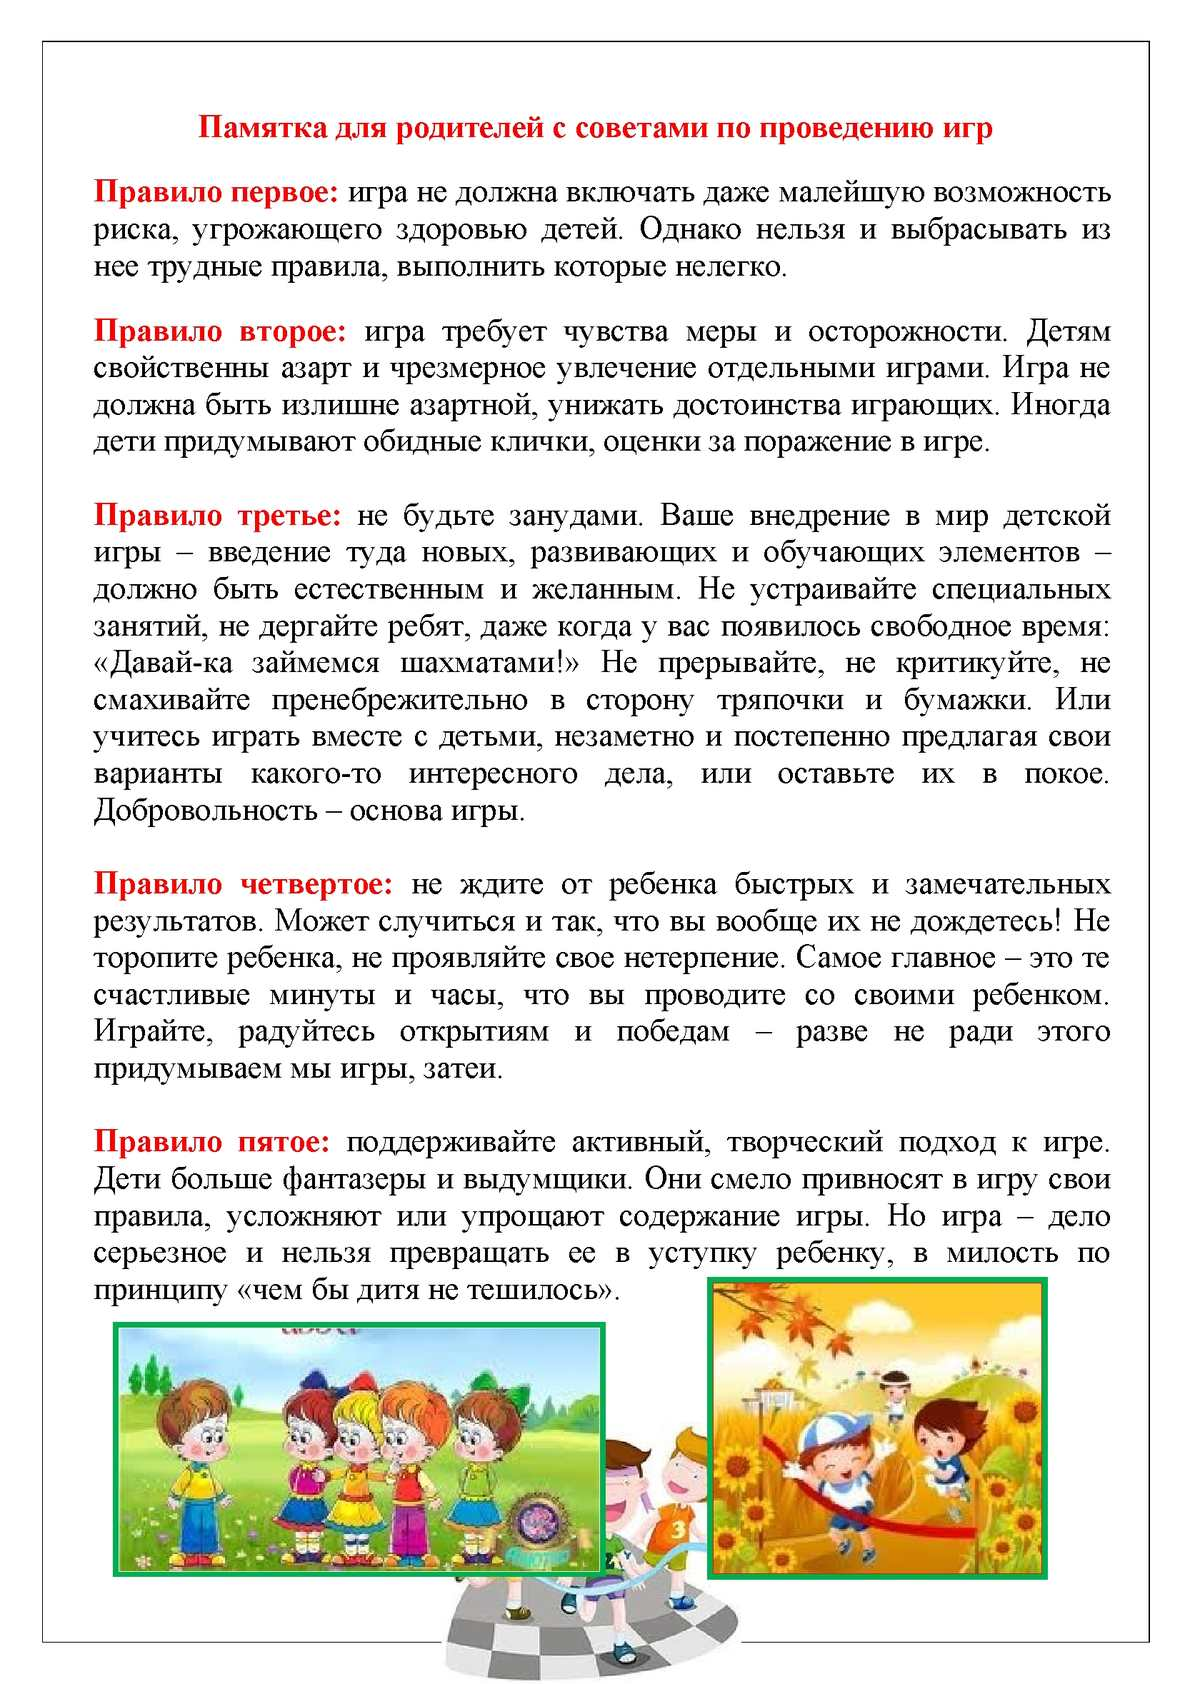 Памятка для родителей с советами по проведению игр
Правило первое: игра не должна включать даже малейшую возможность
риска, угрожающего здоровью детей. Однако нельзя и выбрасывать из
нее трудные правила, выполнить которые нелегко.
Правило второе: игра требует чувства меры и осторожности. Детям
свойственны азарт и чрезмерное увлечение отдельными играми. Игра не
должна быть излишне азартной, унижать достоинства играющих. Иногда
дети придумывают обидные клички, оценки за поражение в игре.
Правило третье: не будьте занудами. Ваше внедрение в мир детской
игры – введение туда новых, развивающих и обучающих элементов –
должно быть естественным и желанным. Не устраивайте специальных
занятий, не дергайте ребят, даже когда у вас появилось свободное время:
«Давай-ка займемся шахматами!» Не прерывайте, не критикуйте, не
смахивайте пренебрежительно в сторону тряпочки и бумажки. Или
учитесь играть вместе с детьми, незаметно и постепенно предлагая свои
варианты какого-то интересного дела, или оставьте их в покое.
Добровольность – основа игры.
Правило четвертое: не ждите от ребенка быстрых и замечательных
результатов. Может случиться и так, что вы вообще их не дождетесь! Не
торопите ребенка, не проявляйте свое нетерпение. Самое главное – это те
счастливые минуты и часы, что вы проводите со своими ребенком.
Играйте, радуйтесь открытиям и победам – разве не ради этого
придумываем мы игры, затеи.
Правило пятое: поддерживайте активный, творческий подход к игре.
Дети больше фантазеры и выдумщики. Они смело привносят в игру свои
правила, усложняют или упрощают содержание игры. Но игра – дело
серьезное и нельзя превращать ее в уступку ребенку, в милость по
принципу «чем бы дитя не тешилось».
3